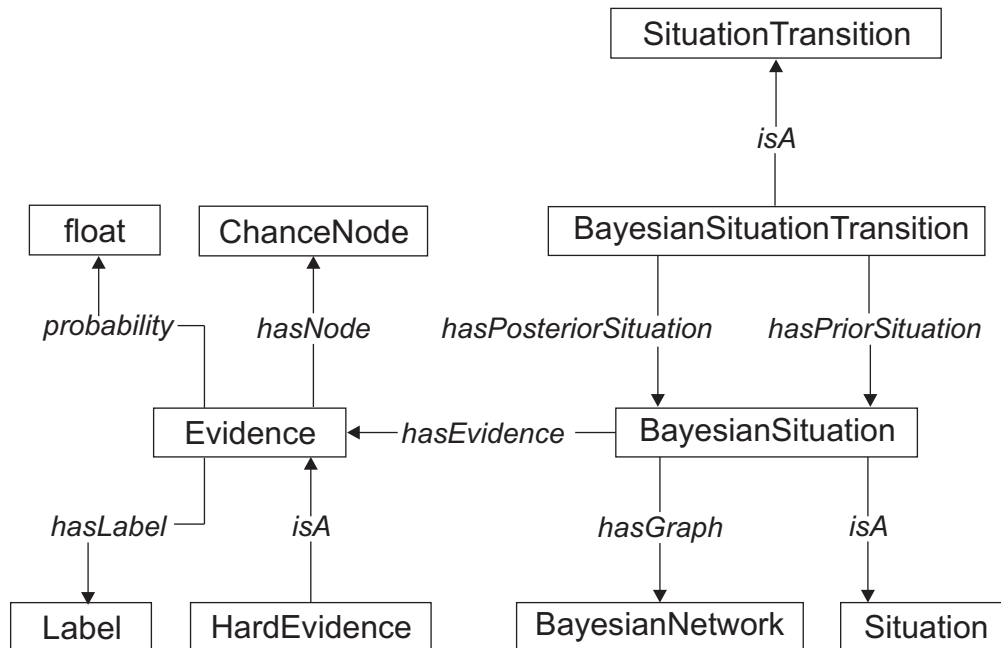 SituationTransition
isA
float
ChanceNode
BayesianSituationTransition
probability
hasNode
hasPosteriorSituation
hasPriorSituation
Evidence
hasEvidence
BayesianSituation
hasLabel
isA
hasGraph
isA
Label
HardEvidence
BayesianNetwork
Situation